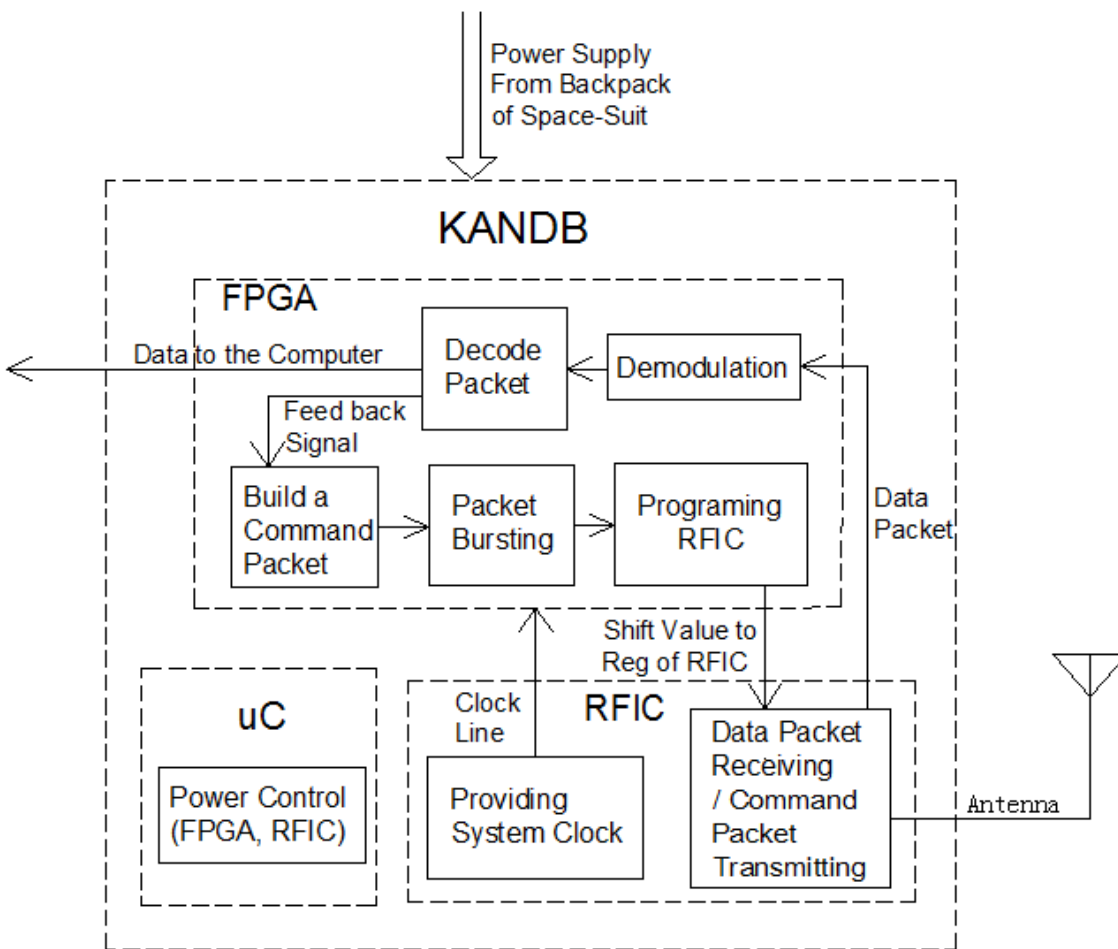 Power Supply
From Backpack
of Space-Suit
KANDB
FPGA
Data to the Computer
Decode
Packet
Demodulation
Feed back
Signal
Build a
Command
Packet
Packet
Bursting
Programing
RFIC
Data
Packet
Shift Value to
Reg of RFIC
Clock
Line
uC
Power Control
(FPGA, RFIC)
RFIC
Providing
System Clock
Data Packet
Receiving
/ Command
Packet
Transmitting
Antenna